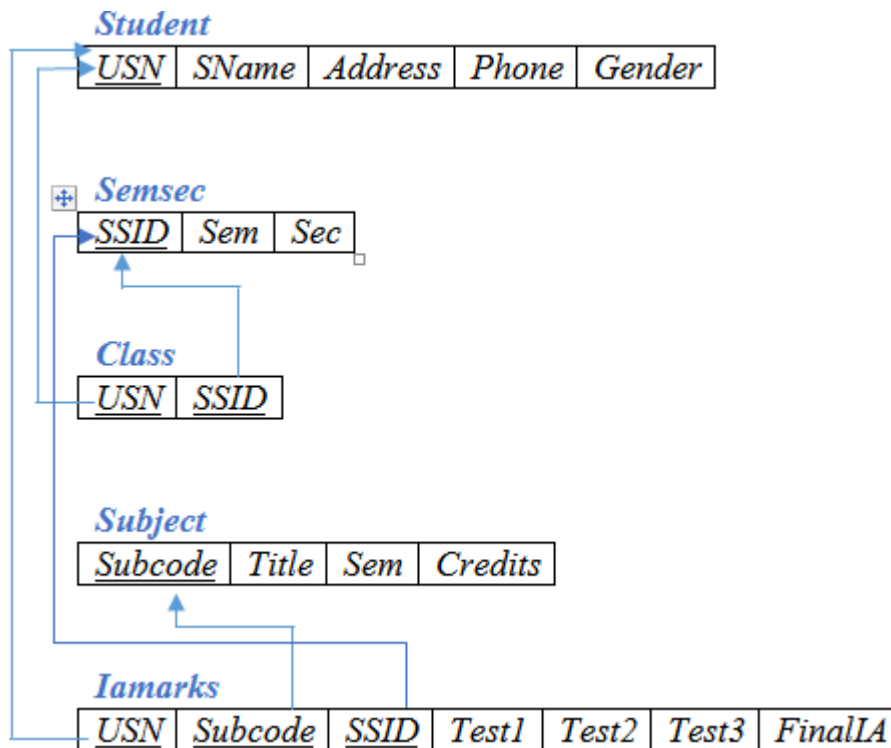 Student
USN SName Address Phone Gender
Semsec
SSID Sem Sec
Class
USN SSID
Subject
Subcode Title Sem Credits
Iamarks
USN Subcode SSID Test1 Test2 Test3 FinalIA